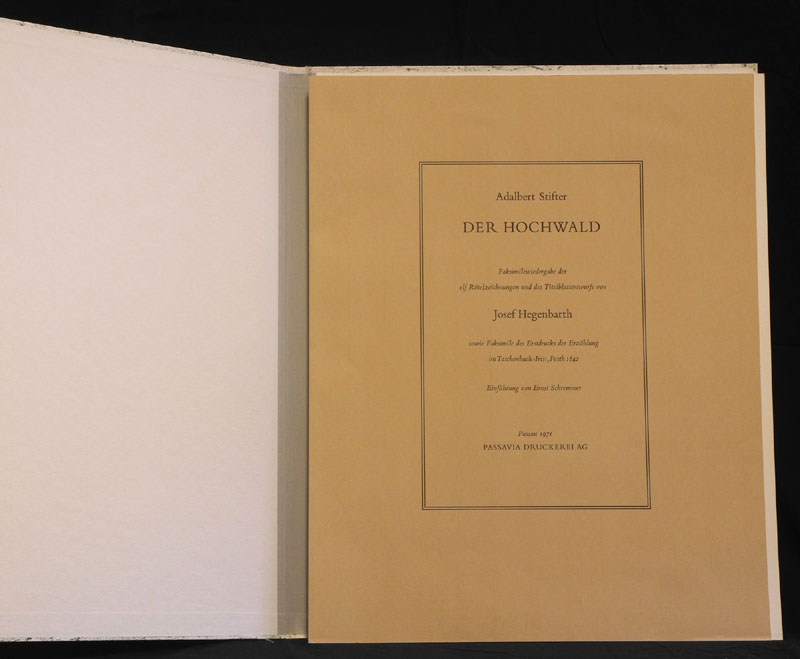 Adalbert Stifter
DER HOCHWALD
Faksimilewiedergabe der
elf Rötelzeichnungen und des Titelblattentwurfs von
Josef Hegenbarth
sowie Faksimile des Erstdrucks der Erzählung
im Taschenbuch ›Iris‹, Pesth 1842
Einführung von Ernst Schremmer
Passau 1971
PASSAVIA DRUCKEREI AG